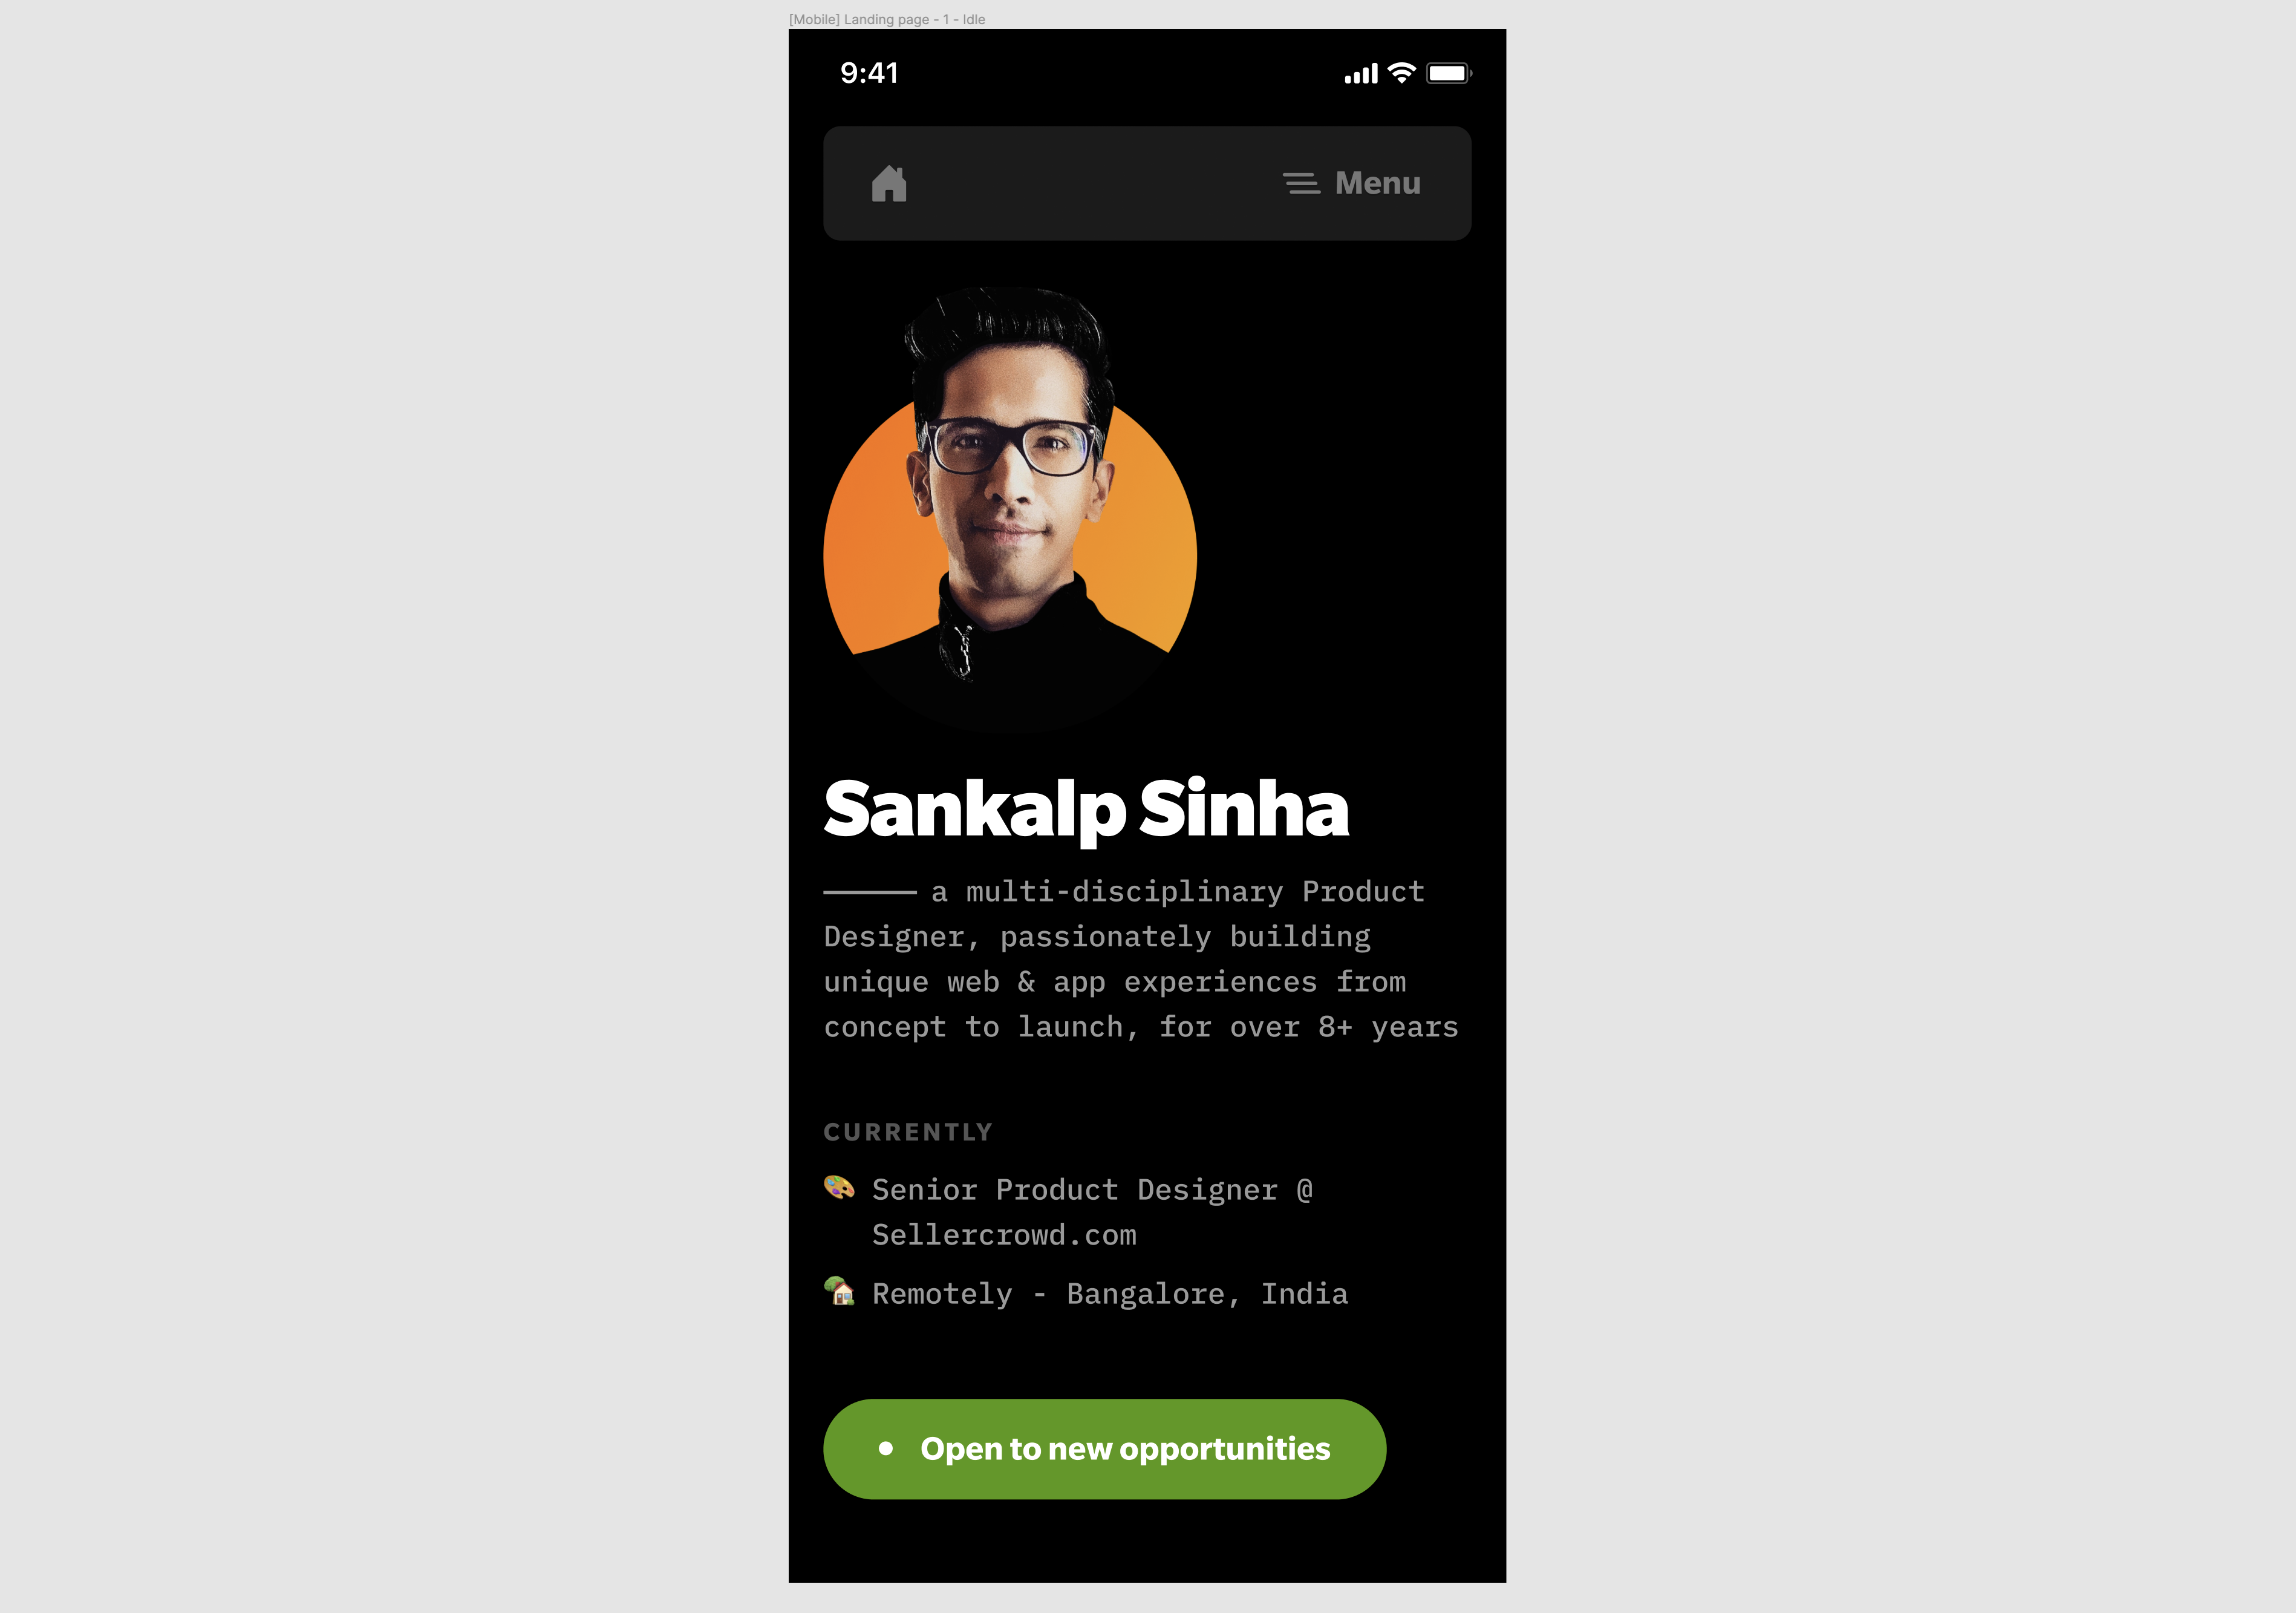 [Mobile] Landing page - 1 - Idle
9:41
Menu
Sankalp Sinha
a multi-disciplinary Product
Designer, passionately building
unique web & app experiences from
concept to launch, for over 8+ years
CURRENTLY
Senior Product Designer @
Sellercrowd.com
Remotely - Bangalore, India
Open to new opportunities